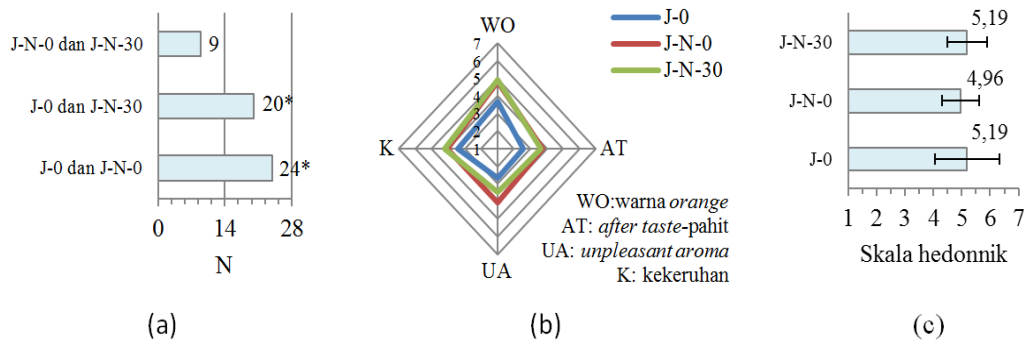 J-N-0 dan J-N-30
9
J-0 dan J-N-30
20*
J-0 dan J-N-0
24*
0 14 28
N
(a)
WO
7
6
5
4
3
2
1
K
AT
UA
J-0
J-N-0
J-N-30
WO:warna orange
AT: after taste-pahit
UA: unpleasant aroma
K: kekeruhan
(b)
5,19
J-N-30
4,96
J-N-0
5,19
J-0
1 2 3 4 5 6 7
Skala hedonnik
(c)